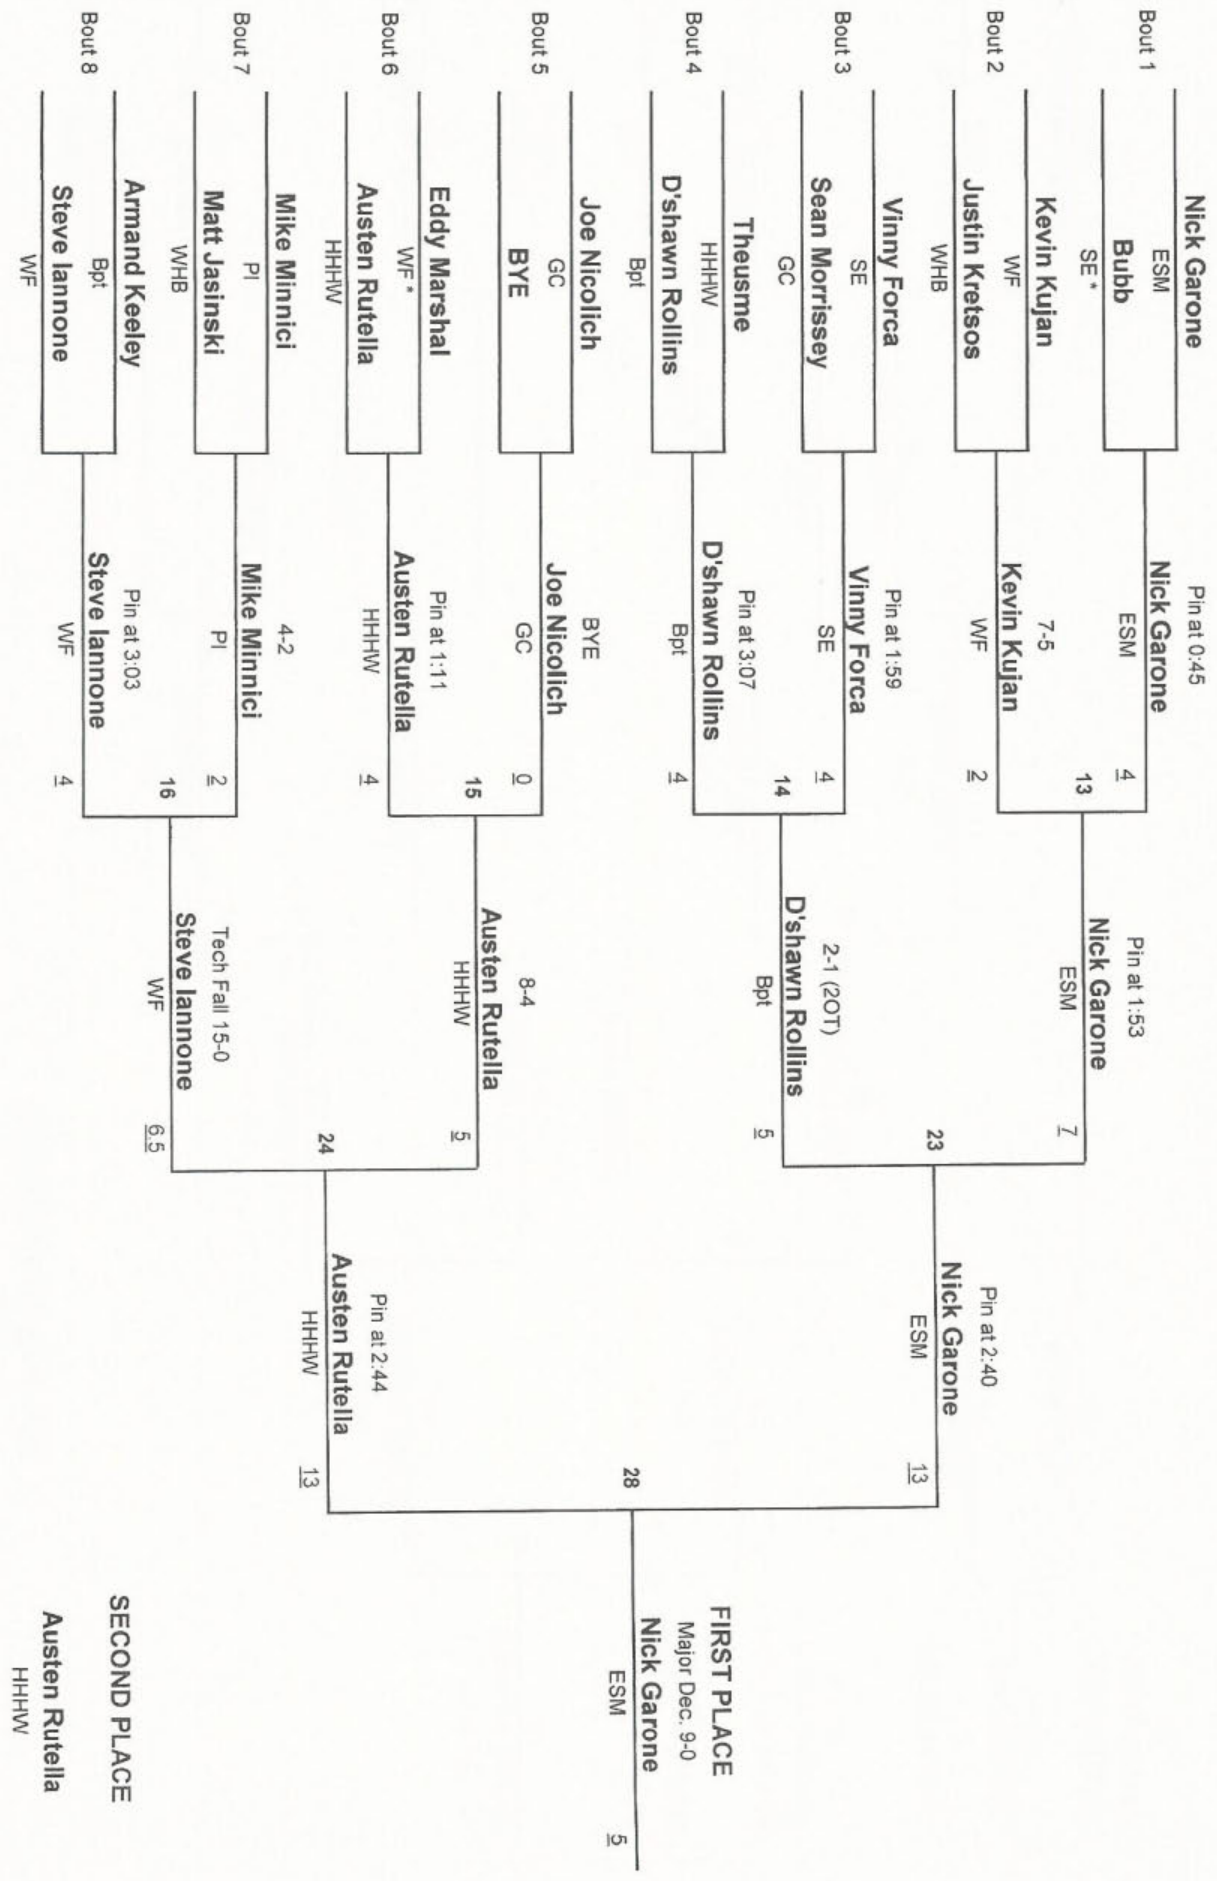 Bout 1
Nick Garone
ESM
Bubb
SE *
Bout 2
Kevin Kujan
WF
Justin Kretsos
WHB
Bout 3
Vinny Forca
SE
Sean Morrissey
GC
Bout 4
Theusme
HHHW
D'shawn Rollins
Bpt
Bout 5
Joe Nicolich
GC
BYE
Bout 6
Eddy Marshal
WF *
Austen Rutella
HHHW
Bout 7
Mike Minnici
PI
Matt Jasinski
WHB
Bout 8
Armand Keeley
Bpt
Steve Iannone
WF
Pin at 0:45
Nick Garone
ESM
4
13
7-5
Kevin Kujan
WF
2
Pin at 1:59
Vinny Forca
SE
4
14
Pin at 3:07
D'shawn Rollins
Bpt
4
BYE
Joe Nicolich
GC
0
15
Pin at 1:11
Austen Rutella
HHHW
4
4-2
Mike Minnici
PI
2
16
Pin at 3:03
Steve Iannone
WF
4
Pin at 1:53
Nick Garone
ESM
7
23
2-1 (2OT)
D'shawn Rollins
Bpt
5
8-4
Austen Rutella
HHHW
5
24
Tech Fall 15-0
Steve Iannone
WF
6.5
Pin at 2:40
Nick Garone
ESM
13
28
Pin at 2:44
Austen Rutella
HHHW
13
FIRST PLACE
Major Dec. 9-0
Nick Garone
ESM
5
SECOND PLACE
Austen Rutella
HHHW